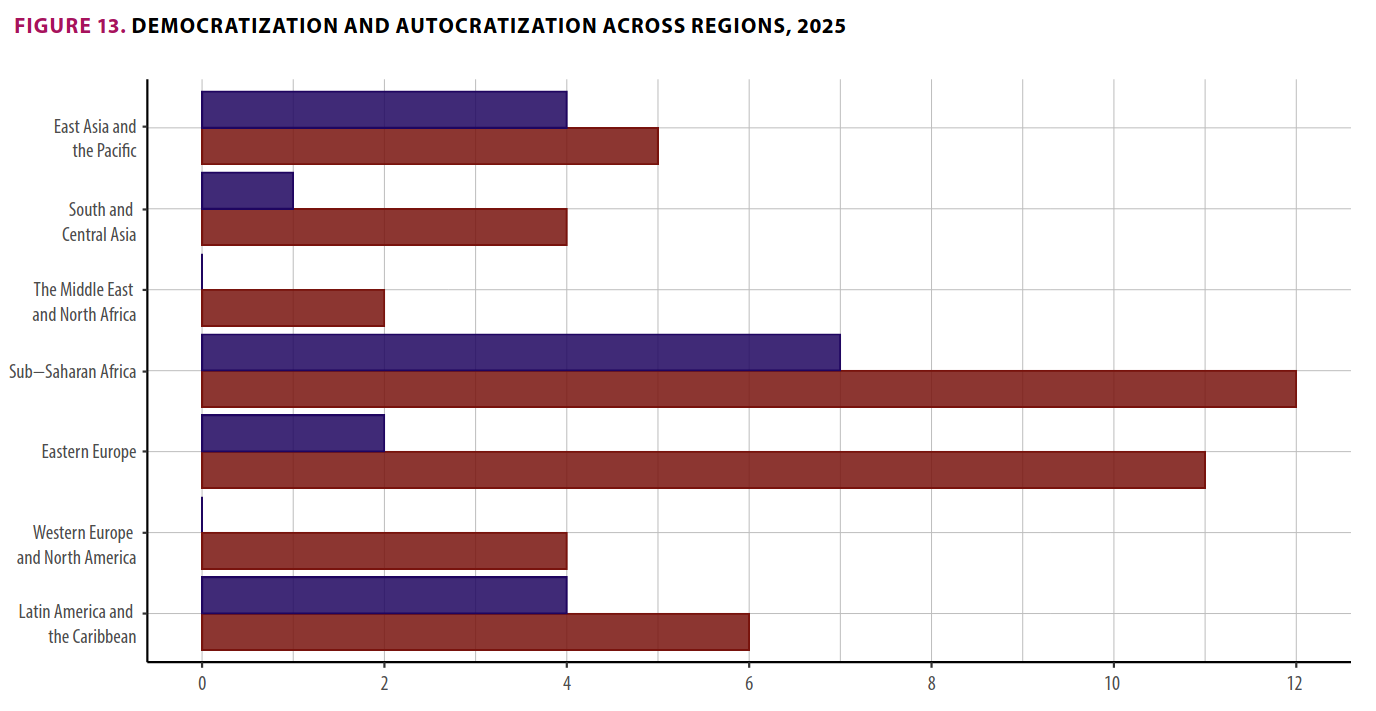 FIGURE 13. DEMOCRATIZATION AND AUTOCRATIZATION ACROSS REGIONS, 2025
East Asia and
the Pacific
South and
Central Asia
The Middle East
and North Africa
Sub—Saharan Africa
Eastern Europe
Western Europe
and North America
Latin America and
the Caribbean
0 2 4 6 8 10 12